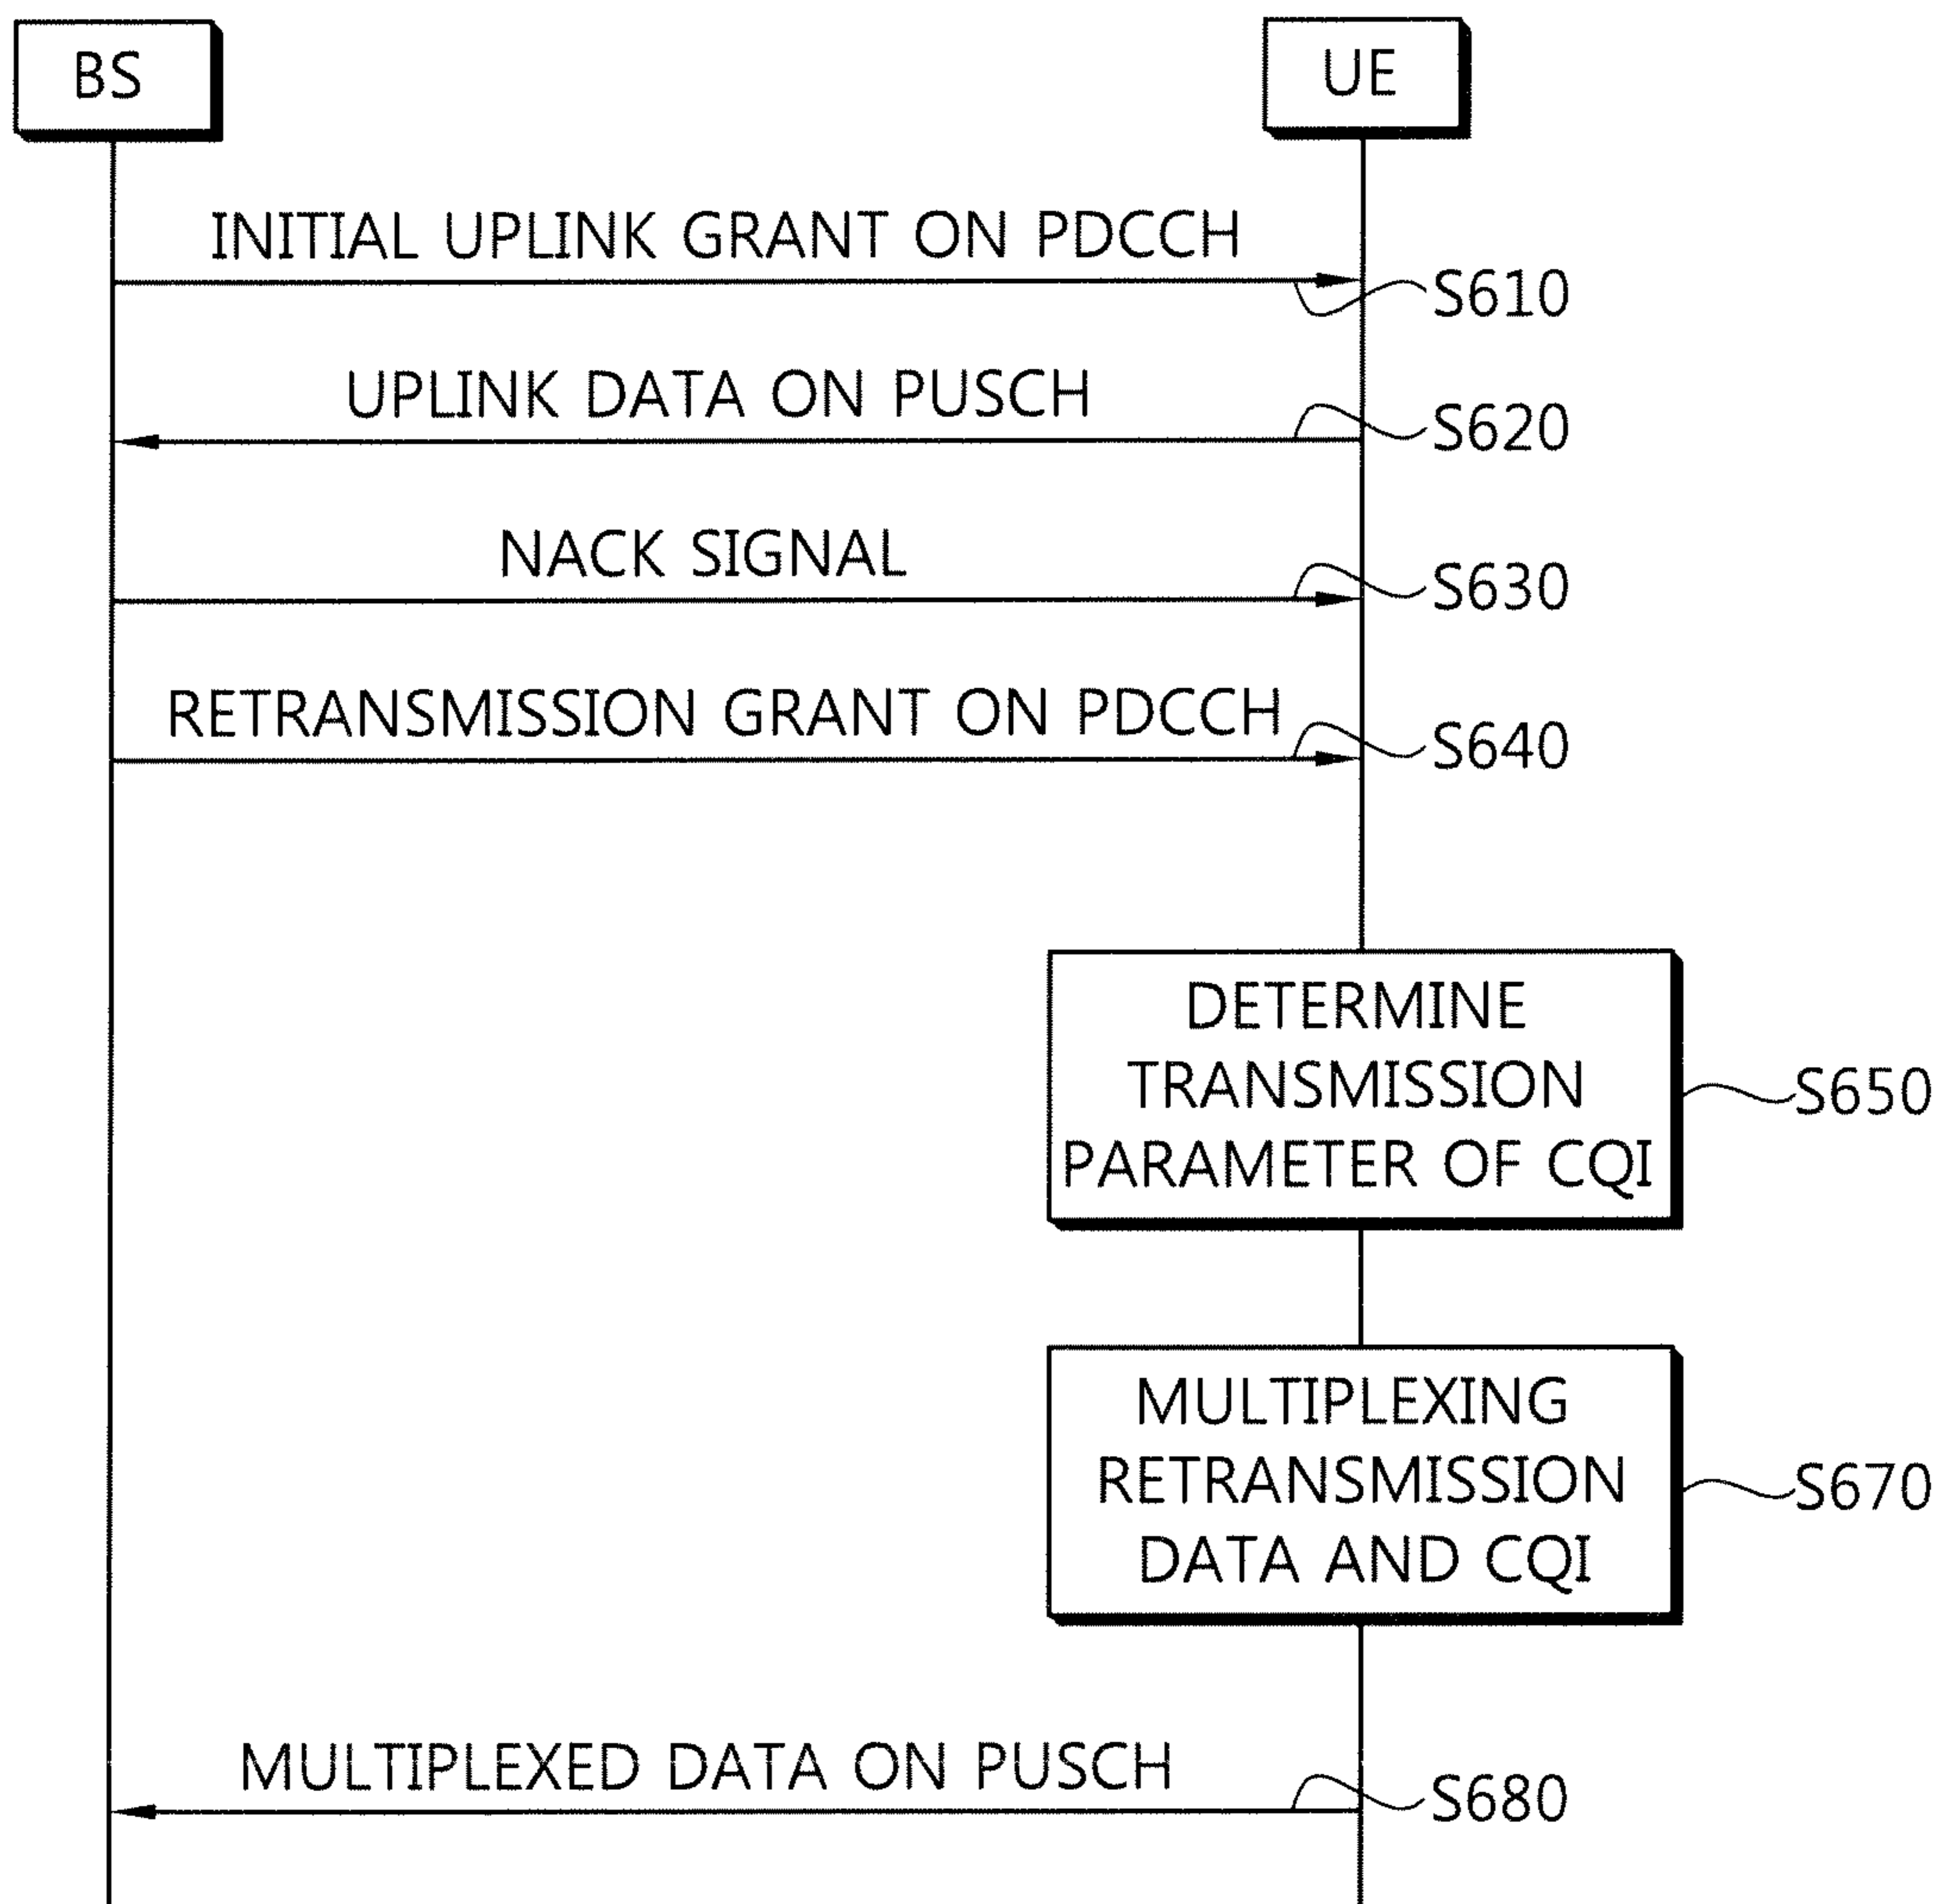 BS
UE
INITIAL UPLINK GRANT ON PDCCH
S610
UPLINK DATA ON PUSCH
S620
NACK SIGNAL
S630
RETRANSMISSION GRANT ON PDCCH
S640
DETERMINE
TRANSMISSION
PARAMETER OF CQI
S650
MULTIPLEXING
RETRANSMISSION
DATA AND CQI
S670
MULTIPLEXED DATA ON PUSCH
S680